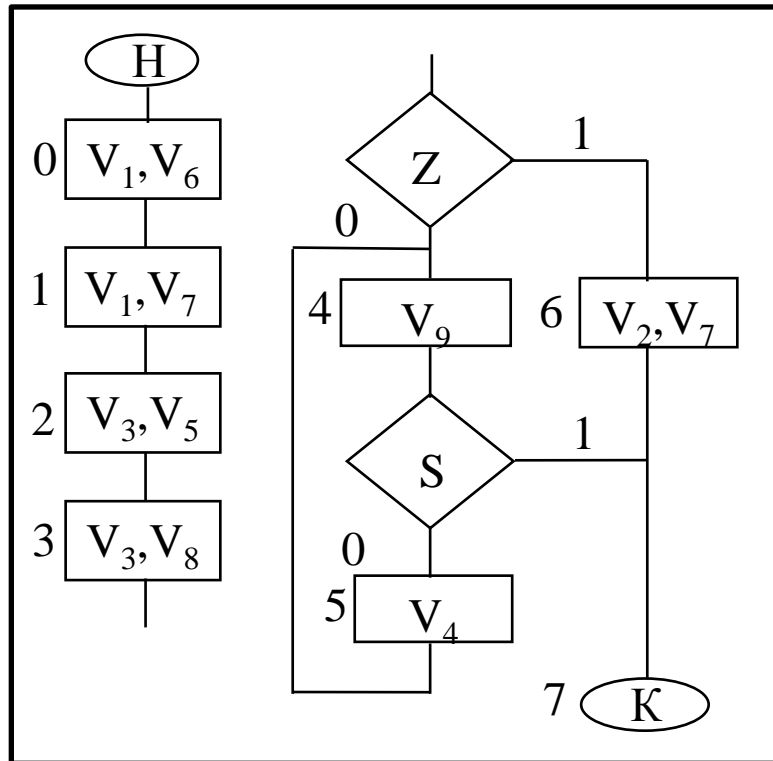 Н
0 V₁,V₆
1 V₁,V₇
2 V₃,V₅
3 V₃,V₈
Z 1
0
4 V₉
6 V₂,V₇
S 1
0
5 V₄
7 К